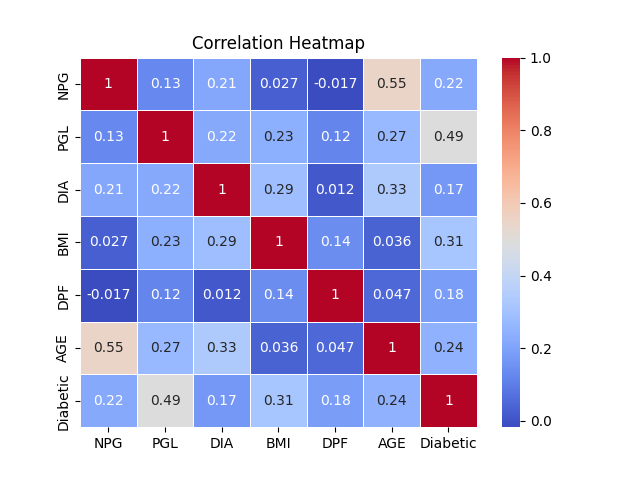 Correlation Heatmap
NPG 1 0.13 0.21 0.027 -0.017 0.55 0.22
PGL 0.13 1 0.22 0.23 0.12 0.27 0.49
DIA 0.21 0.22 1 0.29 0.012 0.33 0.17
BMI 0.027 0.23 0.29 1 0.14 0.036 0.31
DPF -0.017 0.12 0.012 0.14 1 0.047 0.18
AGE 0.55 0.27 0.33 0.036 0.047 1 0.24
Diabetic 0.22 0.49 0.17 0.31 0.18 0.24 1
NPG PGL DIA BMI DPF AGE Diabetic
1.0
0.8
0.6
0.4
0.2
0.0